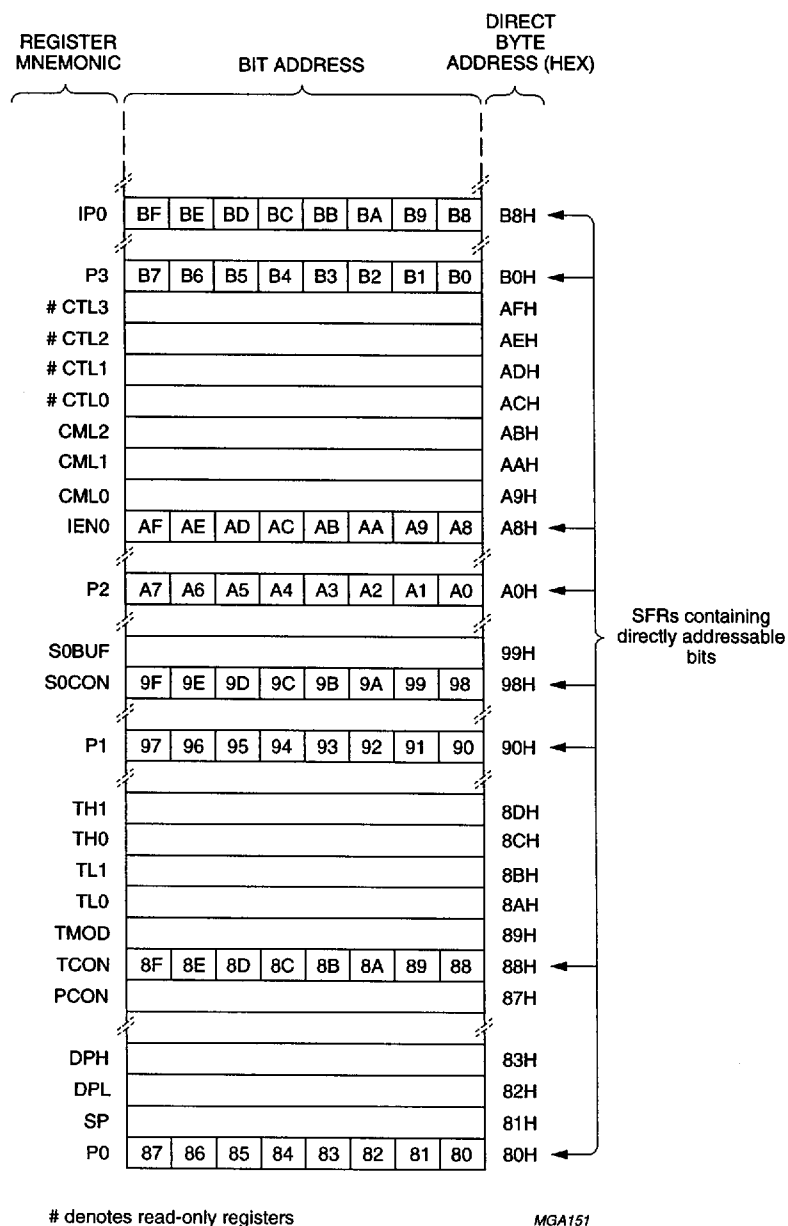 REGISTER MNEMONIC
BIT ADDRESS
DIRECT BYTE ADDRESS (HEX)
IP0 BF BE BD BC BB BA B9 B8 B8H
P3 B7 B6 B5 B4 B3 B2 B1 B0 B0H
# CTL3 AFH
# CTL2 AEH
# CTL1 ADH
# CTL0 ACH
CML2 ABH
CML1 AAH
CML0 A9H
IEN0 AF AE AD AC AB AA A9 A8 A8H
P2 A7 A6 A5 A4 A3 A2 A1 A0 A0H
SFRs containing
directly addressable
bits
S0BUF 99H
S0CON 9F 9E 9D 9C 9B 9A 99 98 98H
P1 97 96 95 94 93 92 91 90 90H
TH1 8DH
TH0 8CH
TL1 8BH
TL0 8AH
TMOD 89H
TCON 8F 8E 8D 8C 8B 8A 89 88 88H
PCON 87H
DPH 83H
DPL 82H
SP 81H
P0 87 86 85 84 83 82 81 80 80H
# denotes read-only registers
MGA151